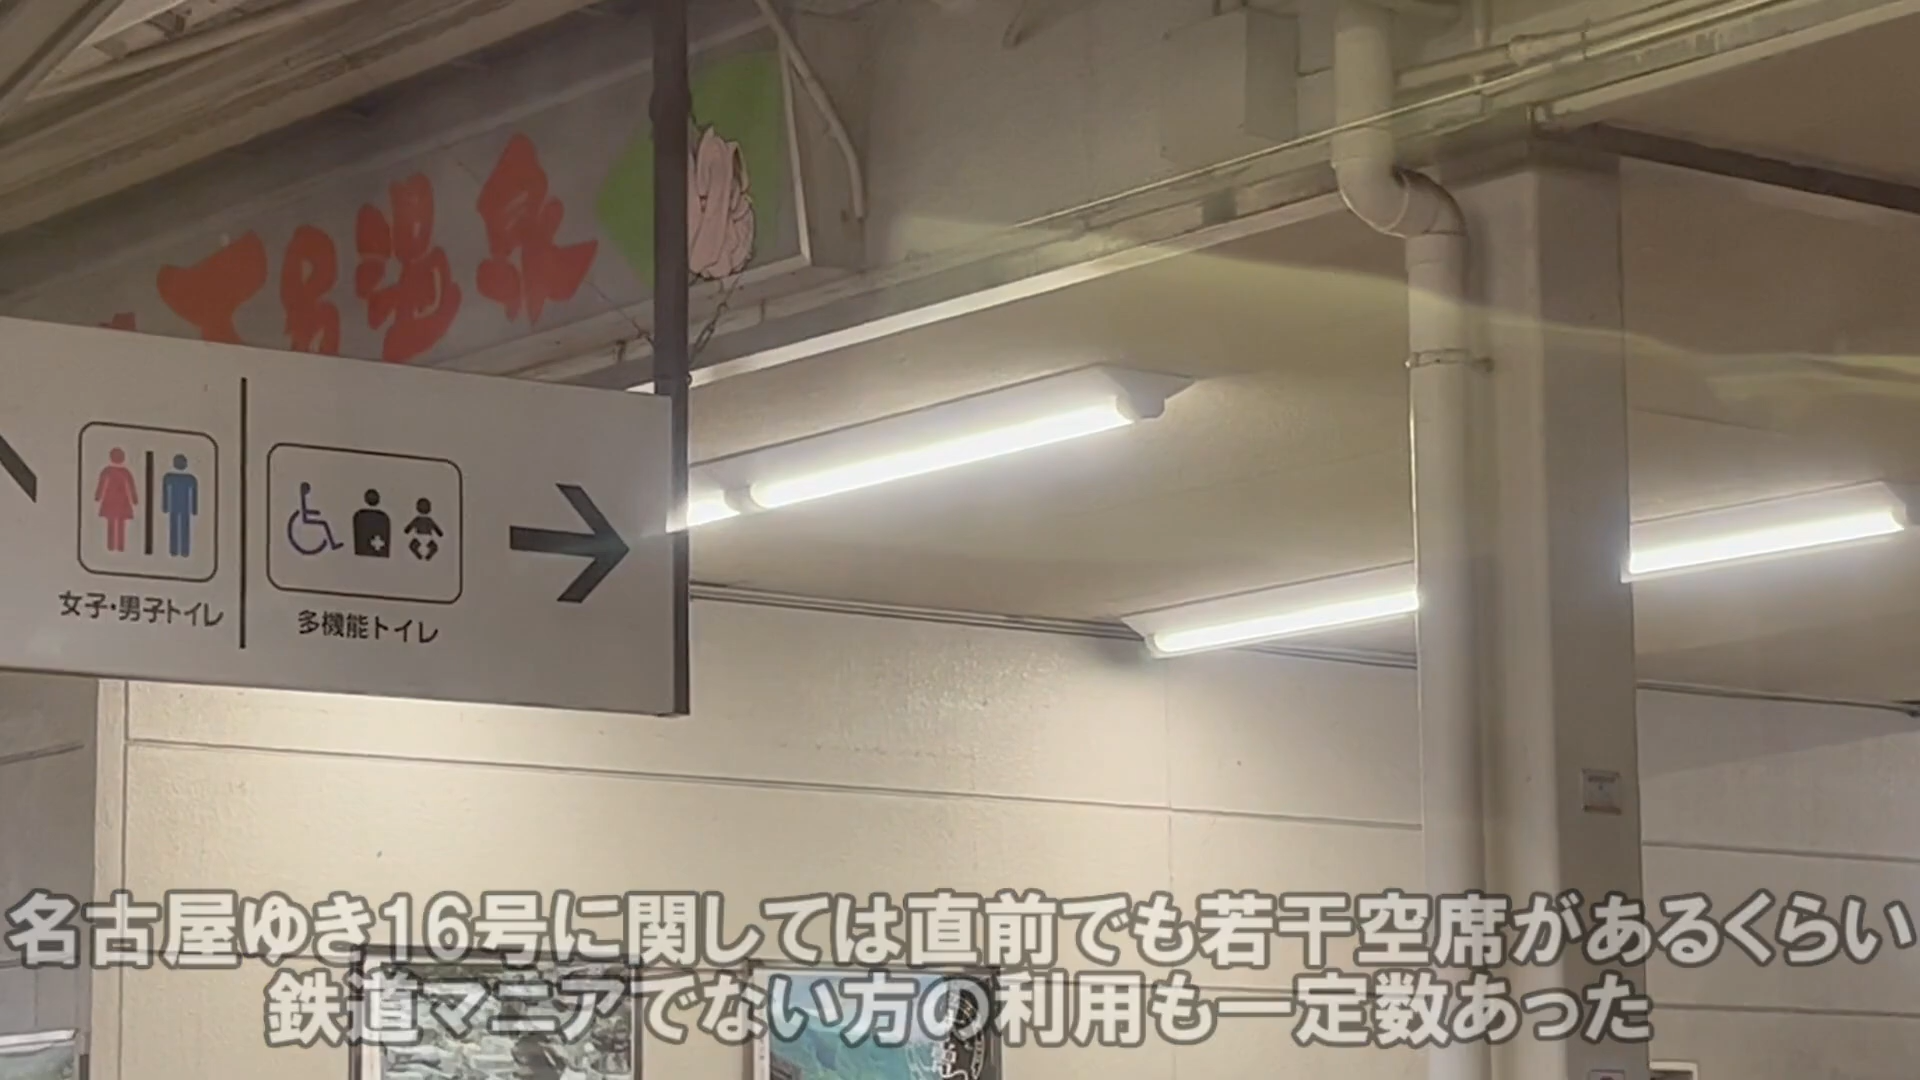 下呂温泉
女子・男子トイレ
多機能トイレ
名古屋ゆき16号に関しては直前でも若干空席があるくらい
鉄道マニアでない方の利用も一定数あった